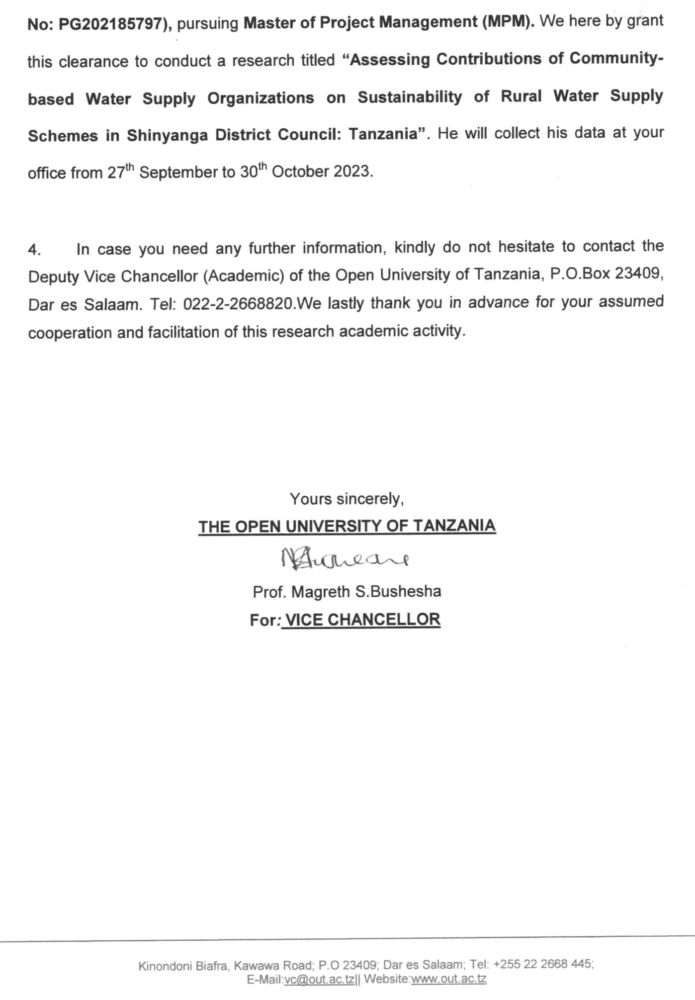 No: PG202185797), pursuing Master of Project Management (MPM). We here by grant
this clearance to conduct a research titled “Assessing Contributions of Community-
based Water Supply Organizations on Sustainability of Rural Water Supply
Schemes in Shinyanga District Council: Tanzania”. He will collect his data at your
office from 27th September to 30th October 2023.
4. In case you need any further information, kindly do not hesitate to contact the
Deputy Vice Chancellor (Academic) of the Open University of Tanzania, P.O.Box 23409,
Dar es Salaam. Tel: 022-2-2668820.We lastly thank you in advance for your assumed
cooperation and facilitation of this research academic activity.
Yours sincerely,
THE OPEN UNIVERSITY OF TANZANIA
Prof. Magreth S.Bushesha
For: VICE CHANCELLOR
Kinondoni Biafra, Kawawa Road; P.O 23409; Dar es Salaam; Tel: +255 22 2668 445;
E-Mail:vc@out.ac.tz|| Website:www.out.ac.tz